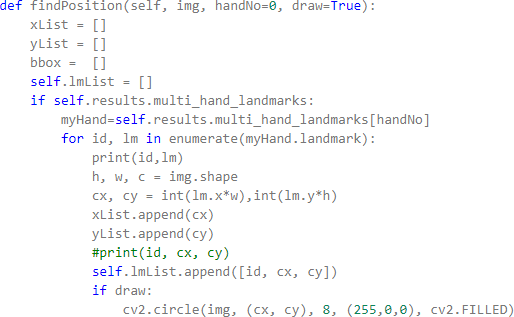 def findPosition(self, img, handNo=0, draw=True):
    xList = []
    yList = []
    bbox =  []
    self.lmList = []
    if self.results.multi_hand_landmarks:
        myHand=self.results.multi_hand_landmarks[handNo]
        for id, lm in enumerate(myHand.landmark):
            print(id,lm)
            h, w, c = img.shape
            cx, cy = int(lm.x*w),int(lm.y*h)
            xList.append(cx)
            yList.append(cy)
            #print(id, cx, cy)
            self.lmList.append([id, cx, cy])
            if draw:
                cv2.circle(img, (cx, cy), 8, (255,0,0), cv2.FILLED)